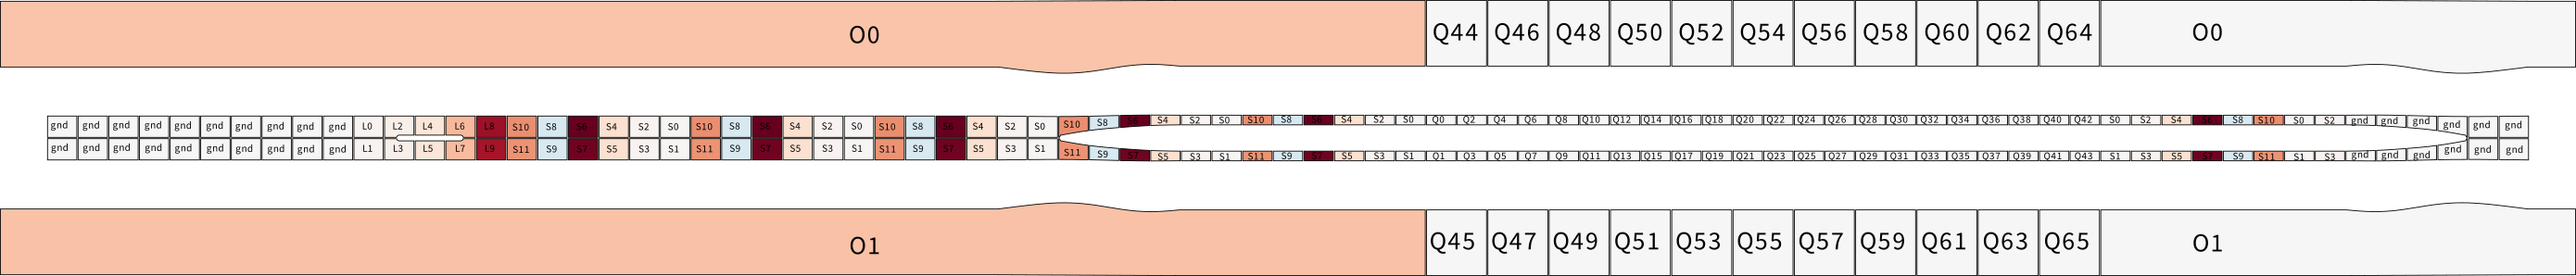 O0 Q44 Q46 Q48 Q50 Q52 Q54 Q56 Q58 Q60 Q62 Q64 O0
gnd gnd gnd gnd gnd gnd gnd gnd gnd gnd L0 L2 L4 L6 L8 S10 S8 S6 S4 S2 S0 S10 S8 S6 S4 S2 S0 S10 S8 S6 S4 S2 S0 S10 S8 S6 S4 S2 S0 S10 S8 S6 S4 S2 S0 Q0 Q2 Q4 Q6 Q8 Q10 Q12 Q14 Q16 Q18 Q20 Q22 Q24 Q26 Q28 Q30 Q32 Q34 Q36 Q38 Q40 Q42 S0 S2 S4 S6 S8 S10 S0 S2 gnd gnd gnd gnd gnd gnd
gnd gnd gnd gnd gnd gnd gnd gnd gnd gnd L1 L3 L5 L7 L9 S11 S9 S7 S5 S3 S1 S11 S9 S7 S5 S3 S1 S11 S9 S7 S5 S3 S1 S11 S9 S7 S5 S3 S1 S11 S9 S7 S5 S3 S1 Q1 Q3 Q5 Q7 Q9 Q11 Q13 Q15 Q17 Q19 Q21 Q23 Q25 Q27 Q29 Q31 Q33 Q35 Q37 Q39 Q41 Q43 S1 S3 S5 S7 S9 S11 S1 S3 gnd gnd gnd gnd gnd gnd
O1 Q45 Q47 Q49 Q51 Q53 Q55 Q57 Q59 Q61 Q63 Q65 O1